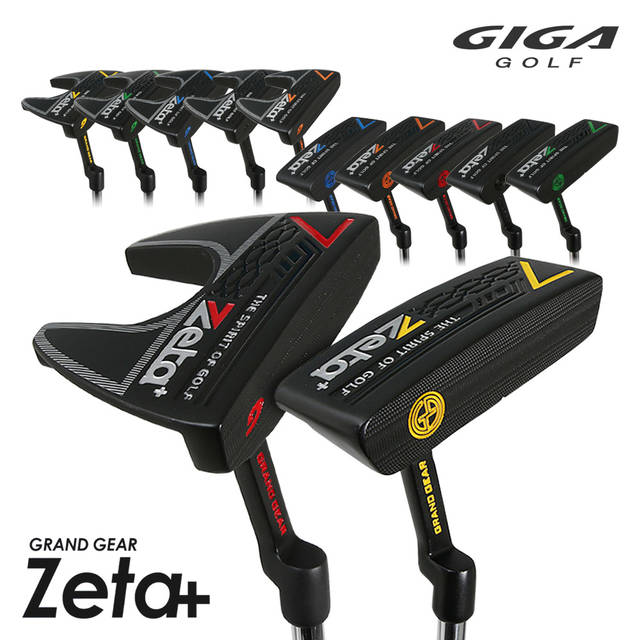 GIGA
GOLF
Zeta+
THE SPIRIT OF GOLF
GRAND GEAR
Zeta+
THE SPIRIT OF GOLF
GRAND GEAR
GRAND GEAR
Zeta+